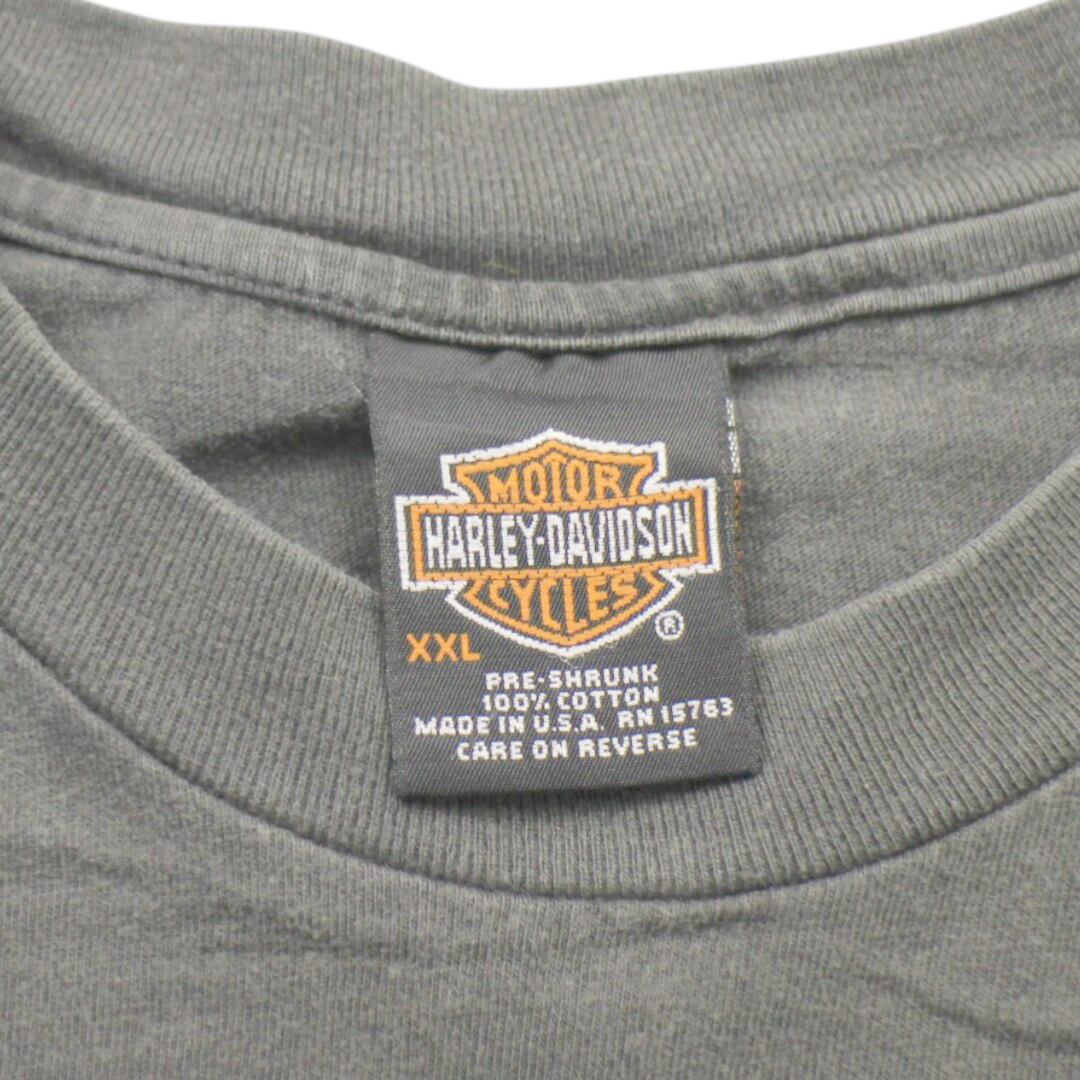 MOTOR
HARLEY-DAVIDSON
CYCLES
®
XXL
PRE-SHRUNK
100% COTTON
MADE IN U.S.A. RN 15763
CARE ON REVERSE